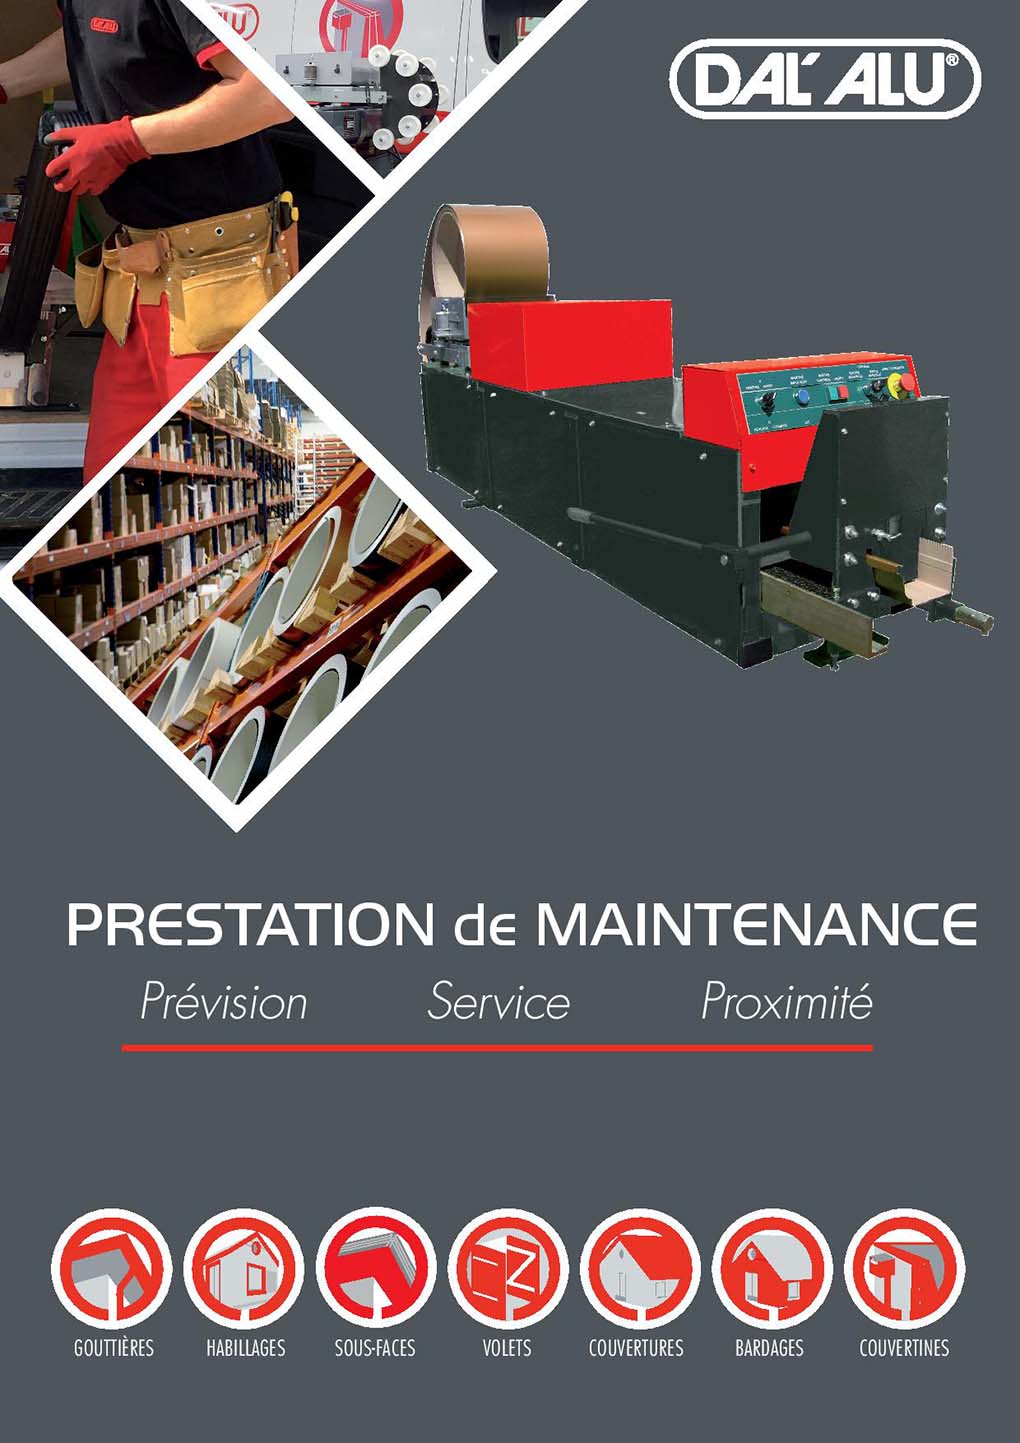 DAL'ALU®
PRESTATION de MAINTENANCE
Prévision Service Proximité
GOUTTIÈRES HABILLAGES SOUS-FACES VOLETS COUVERTURES BARDAGES COUVERTINES